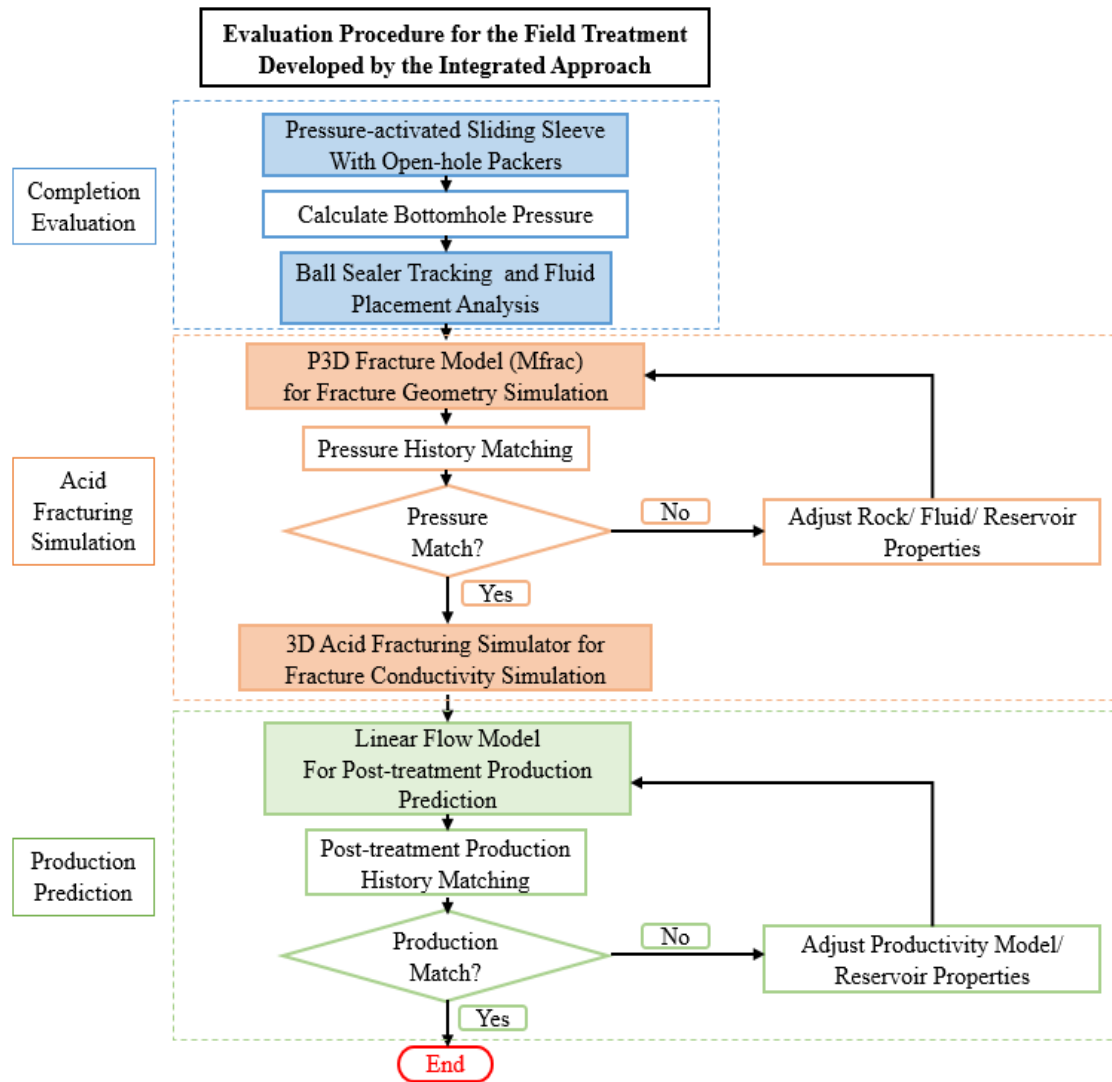 Evaluation Procedure for the Field Treatment
Developed by the Integrated Approach
Completion
Evaluation
Pressure-activated Sliding Sleeve
With Open-hole Packers
Calculate Bottomhole Pressure
Ball Sealer Tracking and Fluid
Placement Analysis
Acid
Fracturing
Simulation
P3D Fracture Model (Mfrac)
for Fracture Geometry Simulation
Pressure History Matching
Pressure
Match?
No
Adjust Rock/ Fluid/ Reservoir
Properties
Yes
3D Acid Fracturing Simulator for
Fracture Conductivity Simulation
Production
Prediction
Linear Flow Model
For Post-treatment Production
Prediction
Post-treatment Production
History Matching
Production
Match?
No
Adjust Productivity Model/
Reservoir Properties
Yes
End